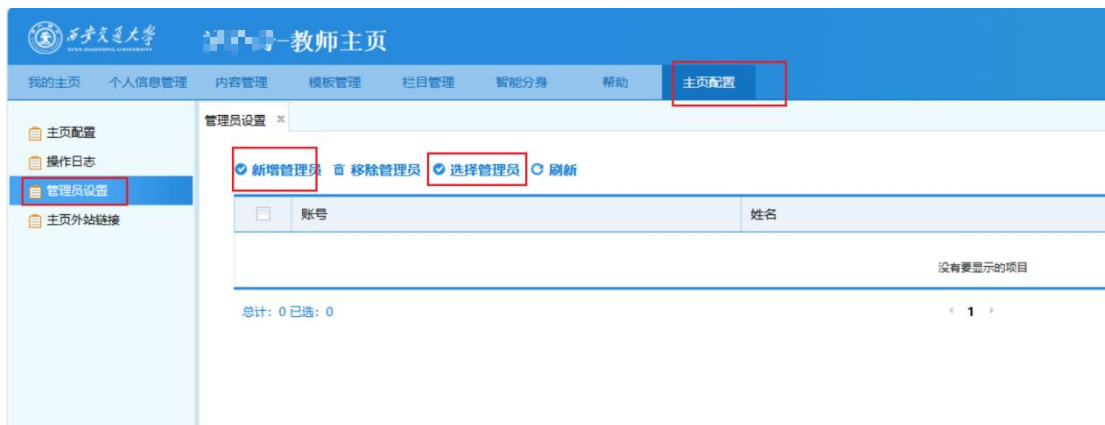 西安交通大学
XI'AN JIAOTONG UNIVERSITY
-教师主页
我的主页 个人信息管理 内容管理 模板管理 栏目管理 智能分身 帮助 主页配置
主页配置
操作日志
管理员设置
主页外站链接
管理员设置 ×
新增管理员 移除管理员 选择管理员 刷新
账号 姓名
没有要显示的项目
总计: 0 已选: 0
1